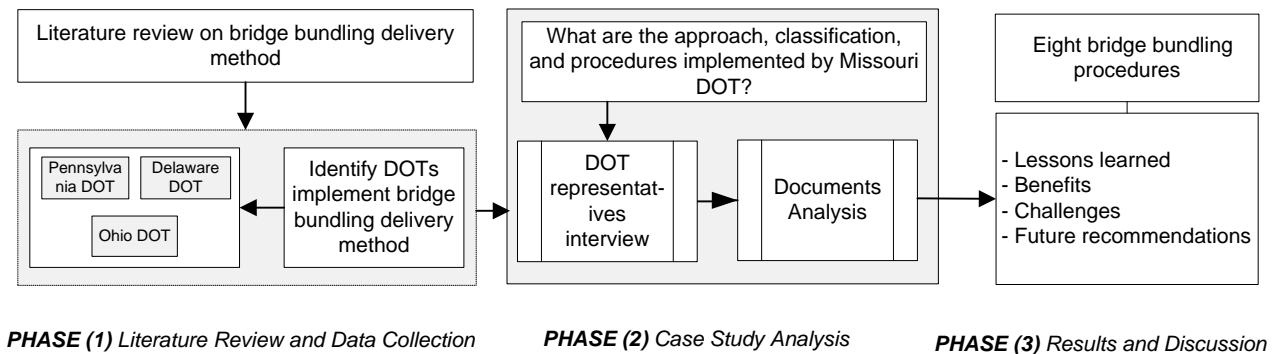 Literature review on bridge bundling delivery
method
Pennsylva
nia DOT
Delaware
DOT
Ohio DOT
Identify DOTs
implement bridge
bundling delivery
method
What are the approach, classification,
and procedures implemented by Missouri
DOT?
DOT
representat-
ives
interview
Documents
Analysis
Eight bridge bundling
procedures
- Lessons learned
- Benefits
- Challenges
- Future recommendations
PHASE (1) Literature Review and Data Collection
PHASE (2) Case Study Analysis
PHASE (3) Results and Discussion